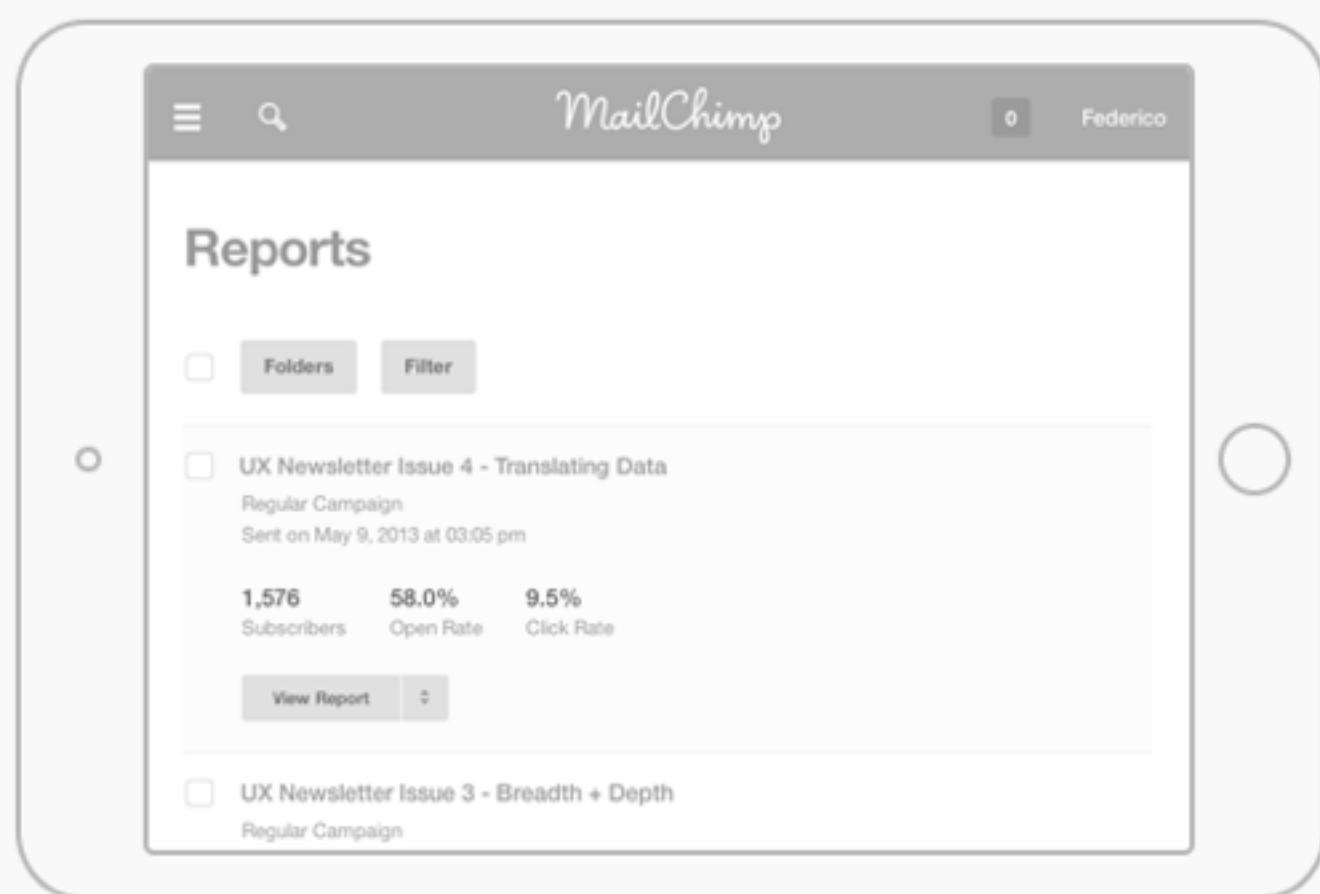 MailChimp 0 Federico
Reports
Folders Filter
UX Newsletter Issue 4 - Translating Data
Regular Campaign
Sent on May 9, 2013 at 03:05 pm
1,576 58.0% 9.5%
Subscribers Open Rate Click Rate
View Report
UX Newsletter Issue 3 - Breadth + Depth
Regular Campaign